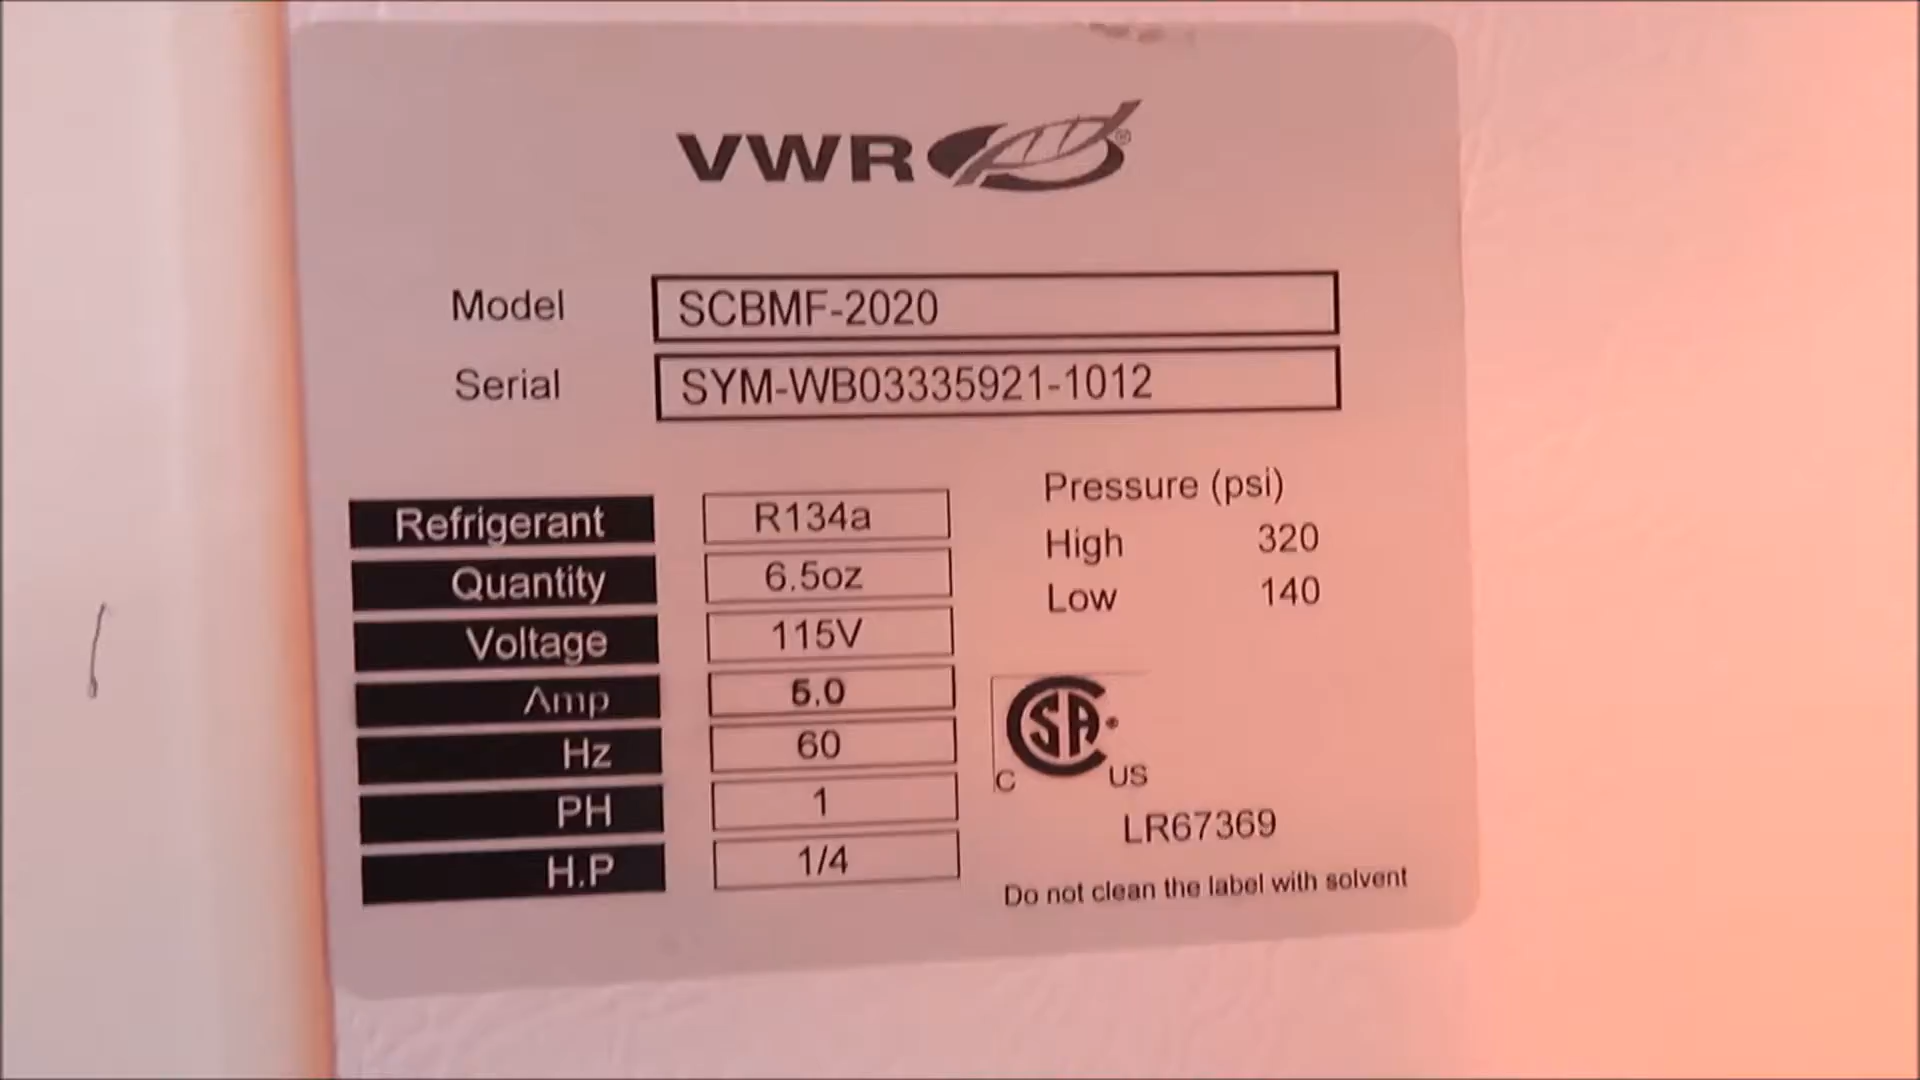 VWR®
Model SCBMF-2020
Serial SYM-WB03335921-1012
Refrigerant R134a
Quantity 6.5oz
Voltage 115V
Amp 5.0
Hz 60
PH 1
H.P 1/4
Pressure (psi)
High 320
Low 140
CSA®
C US
LR67369
Do not clean the label with solvent